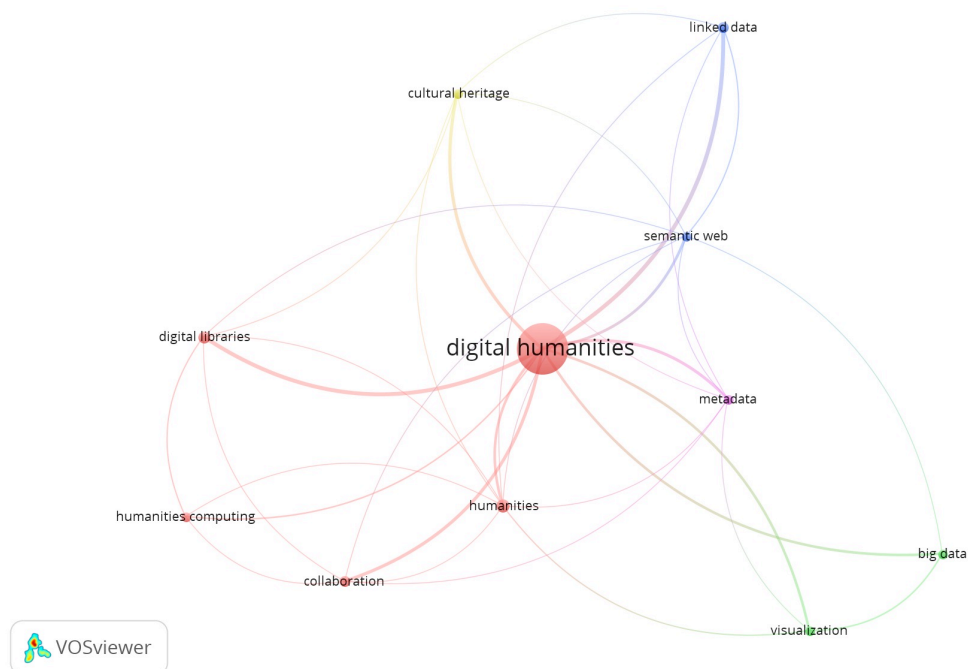 linked data
cultural heritage
semantic web
digital libraries
digital humanities
metadata
humanities
humanities computing
big data
collaboration
visualization
VOSviewer